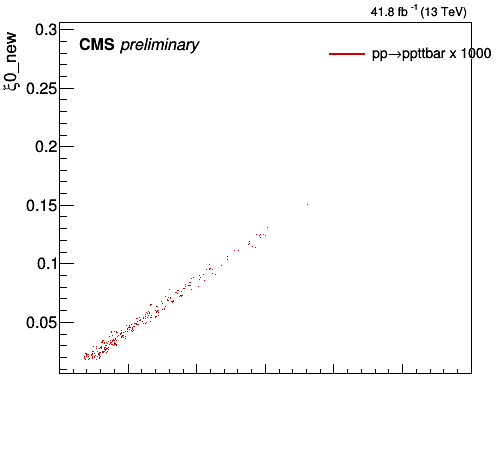 41.8 fb⁻¹ (13 TeV)
CMS preliminary
pp→ppttbar x 1000
ξ0_new
0.3
0.25
0.2
0.15
0.1
0.05